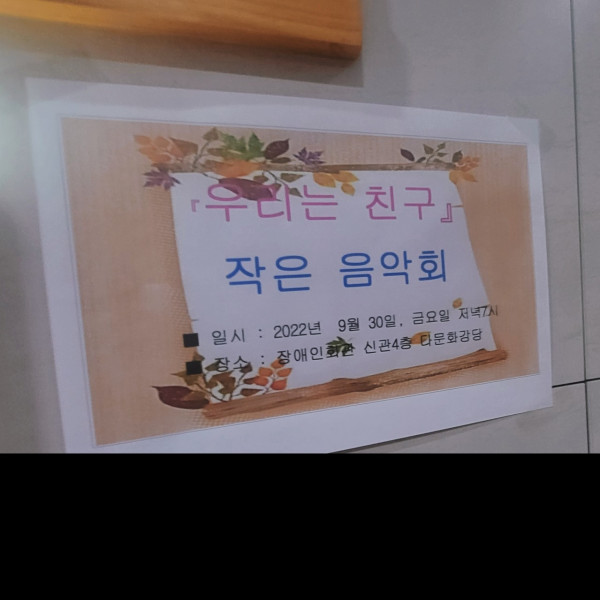 『우리는 친구』
작은 음악회
■ 일시 : 2022년 9월 30일, 금요일 저녁7시
■ 장소 : 장애인회관 신관4층 다문화강당